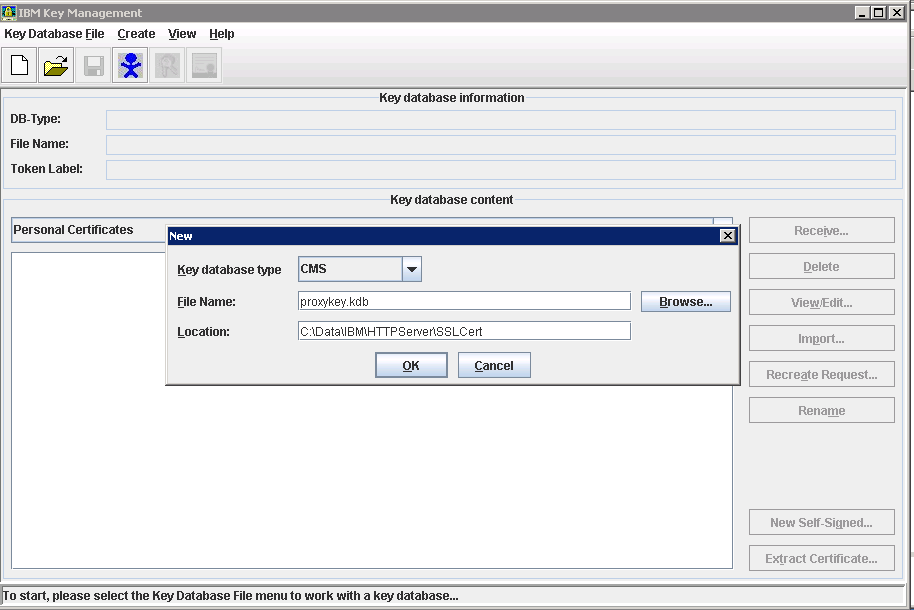 IBM Key Management
Key Database File Create View Help
Key database information
DB-Type:
File Name:
Token Label:
Key database content
Personal Certificates
Receive...
Delete
View/Edit...
Import...
Recreate Request...
Rename
New Self-Signed...
Extract Certificate...
New
Key database type CMS
File Name: proxykey.kdb Browse...
Location: C:\Data\IBM\HTTPServer\SSLCert
OK Cancel
To start, please select the Key Database File menu to work with a key database...